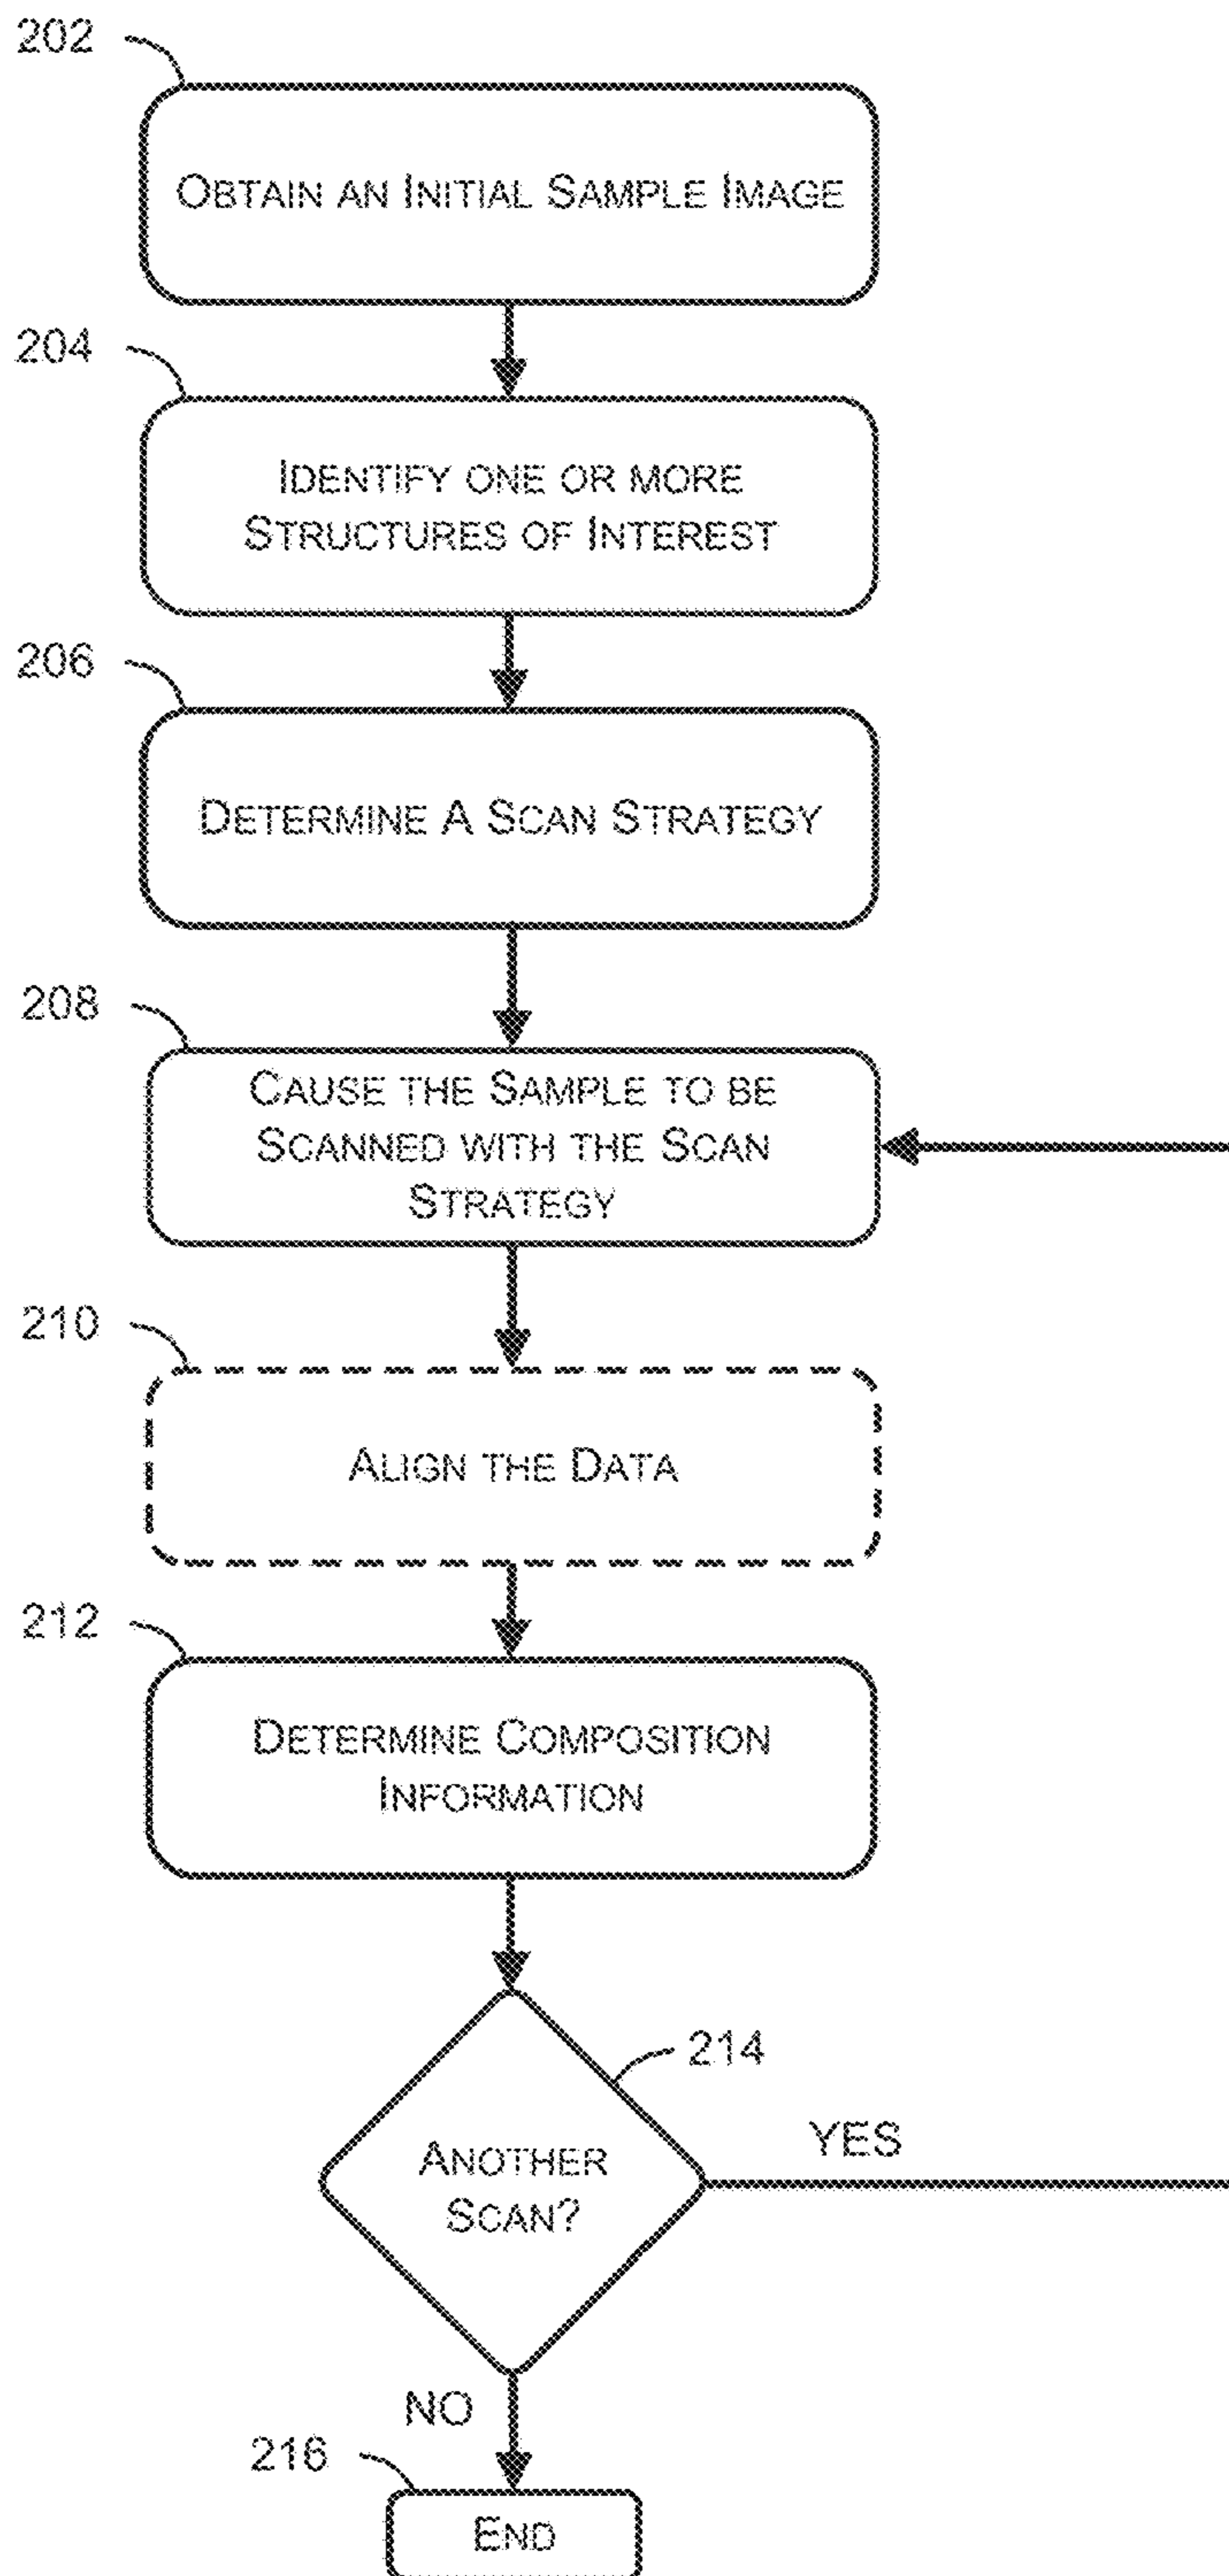 202
OBTAIN AN INITIAL SAMPLE IMAGE
204
IDENTIFY ONE OR MORE
STRUCTURES OF INTEREST
206
DETERMINE A SCAN STRATEGY
208
CAUSE THE SAMPLE TO BE
SCANNED WITH THE SCAN
STRATEGY
210
ALIGN THE DATA
212
DETERMINE COMPOSITION
INFORMATION
214
ANOTHER
SCAN?
YES
NO
216
END